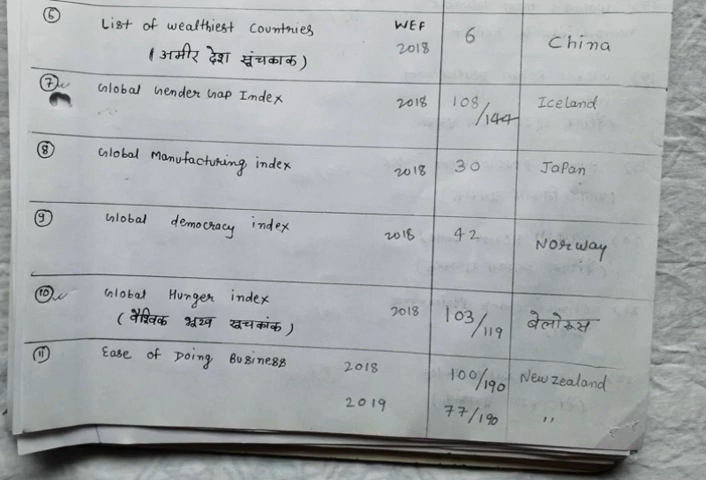 ⑥ List of wealthiest Countries WEF 2018 6 China
(अमीर देश सूंचकाक)
⑦ Global Gender Gap Index 2018 108/144 Iceland
⑧ Global Manufacturing index 2018 30 Japan
⑨ Global democracy index 2018 42 Norway
⑩ Global Hunger index 2018 103/119 बेलोरूस
(वैश्विक भूख सूचकांक)
⑪ Ease of Doing Business 2018 100/190 New zealand
2019 77/190 "